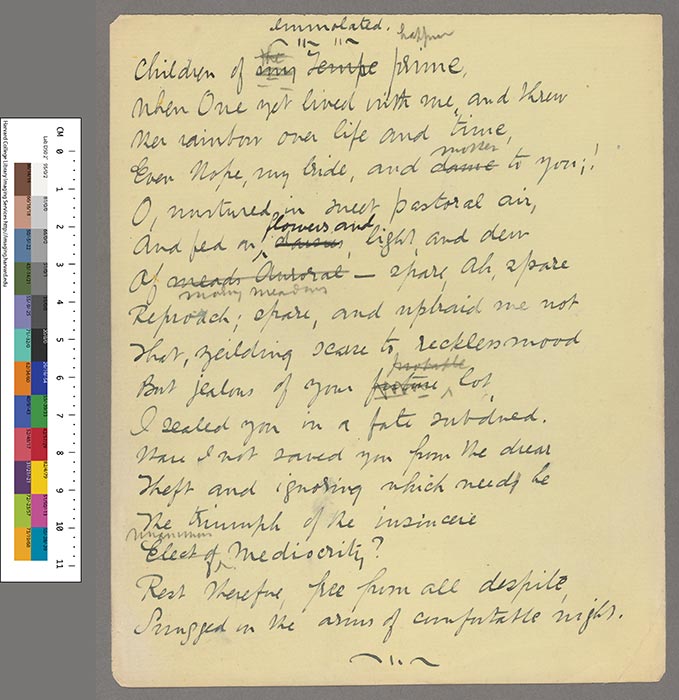 Immolated.
happier
the
Children of my Tempe prime,
When One yet lived with me, and threw
Her rainbow over life and time,
mother
Even Hope, my bride, and dame to you;!
O, nurtured in sweet pastoral air,
flowers and
And fed on light and dew
Of meads Auroral — spare, Ah, spare
many meadows
Reproach; spare, and upbraid me not
That, yeilding scarce to reckless mood
probable
But jealous of your future lot,
I sealed you in a fate subdued.
Have I not saved you from the drear
Theft and ignoring which needs be
The triumph of the insincere
unanimous
Elect of Mediocrity?
Rest therefore, free from all despite,
Snugged in the arms of comfortable night.
CM 0 1 2 3 4 5 6 7 8 9 10 11
Harvard College Library Imaging Services